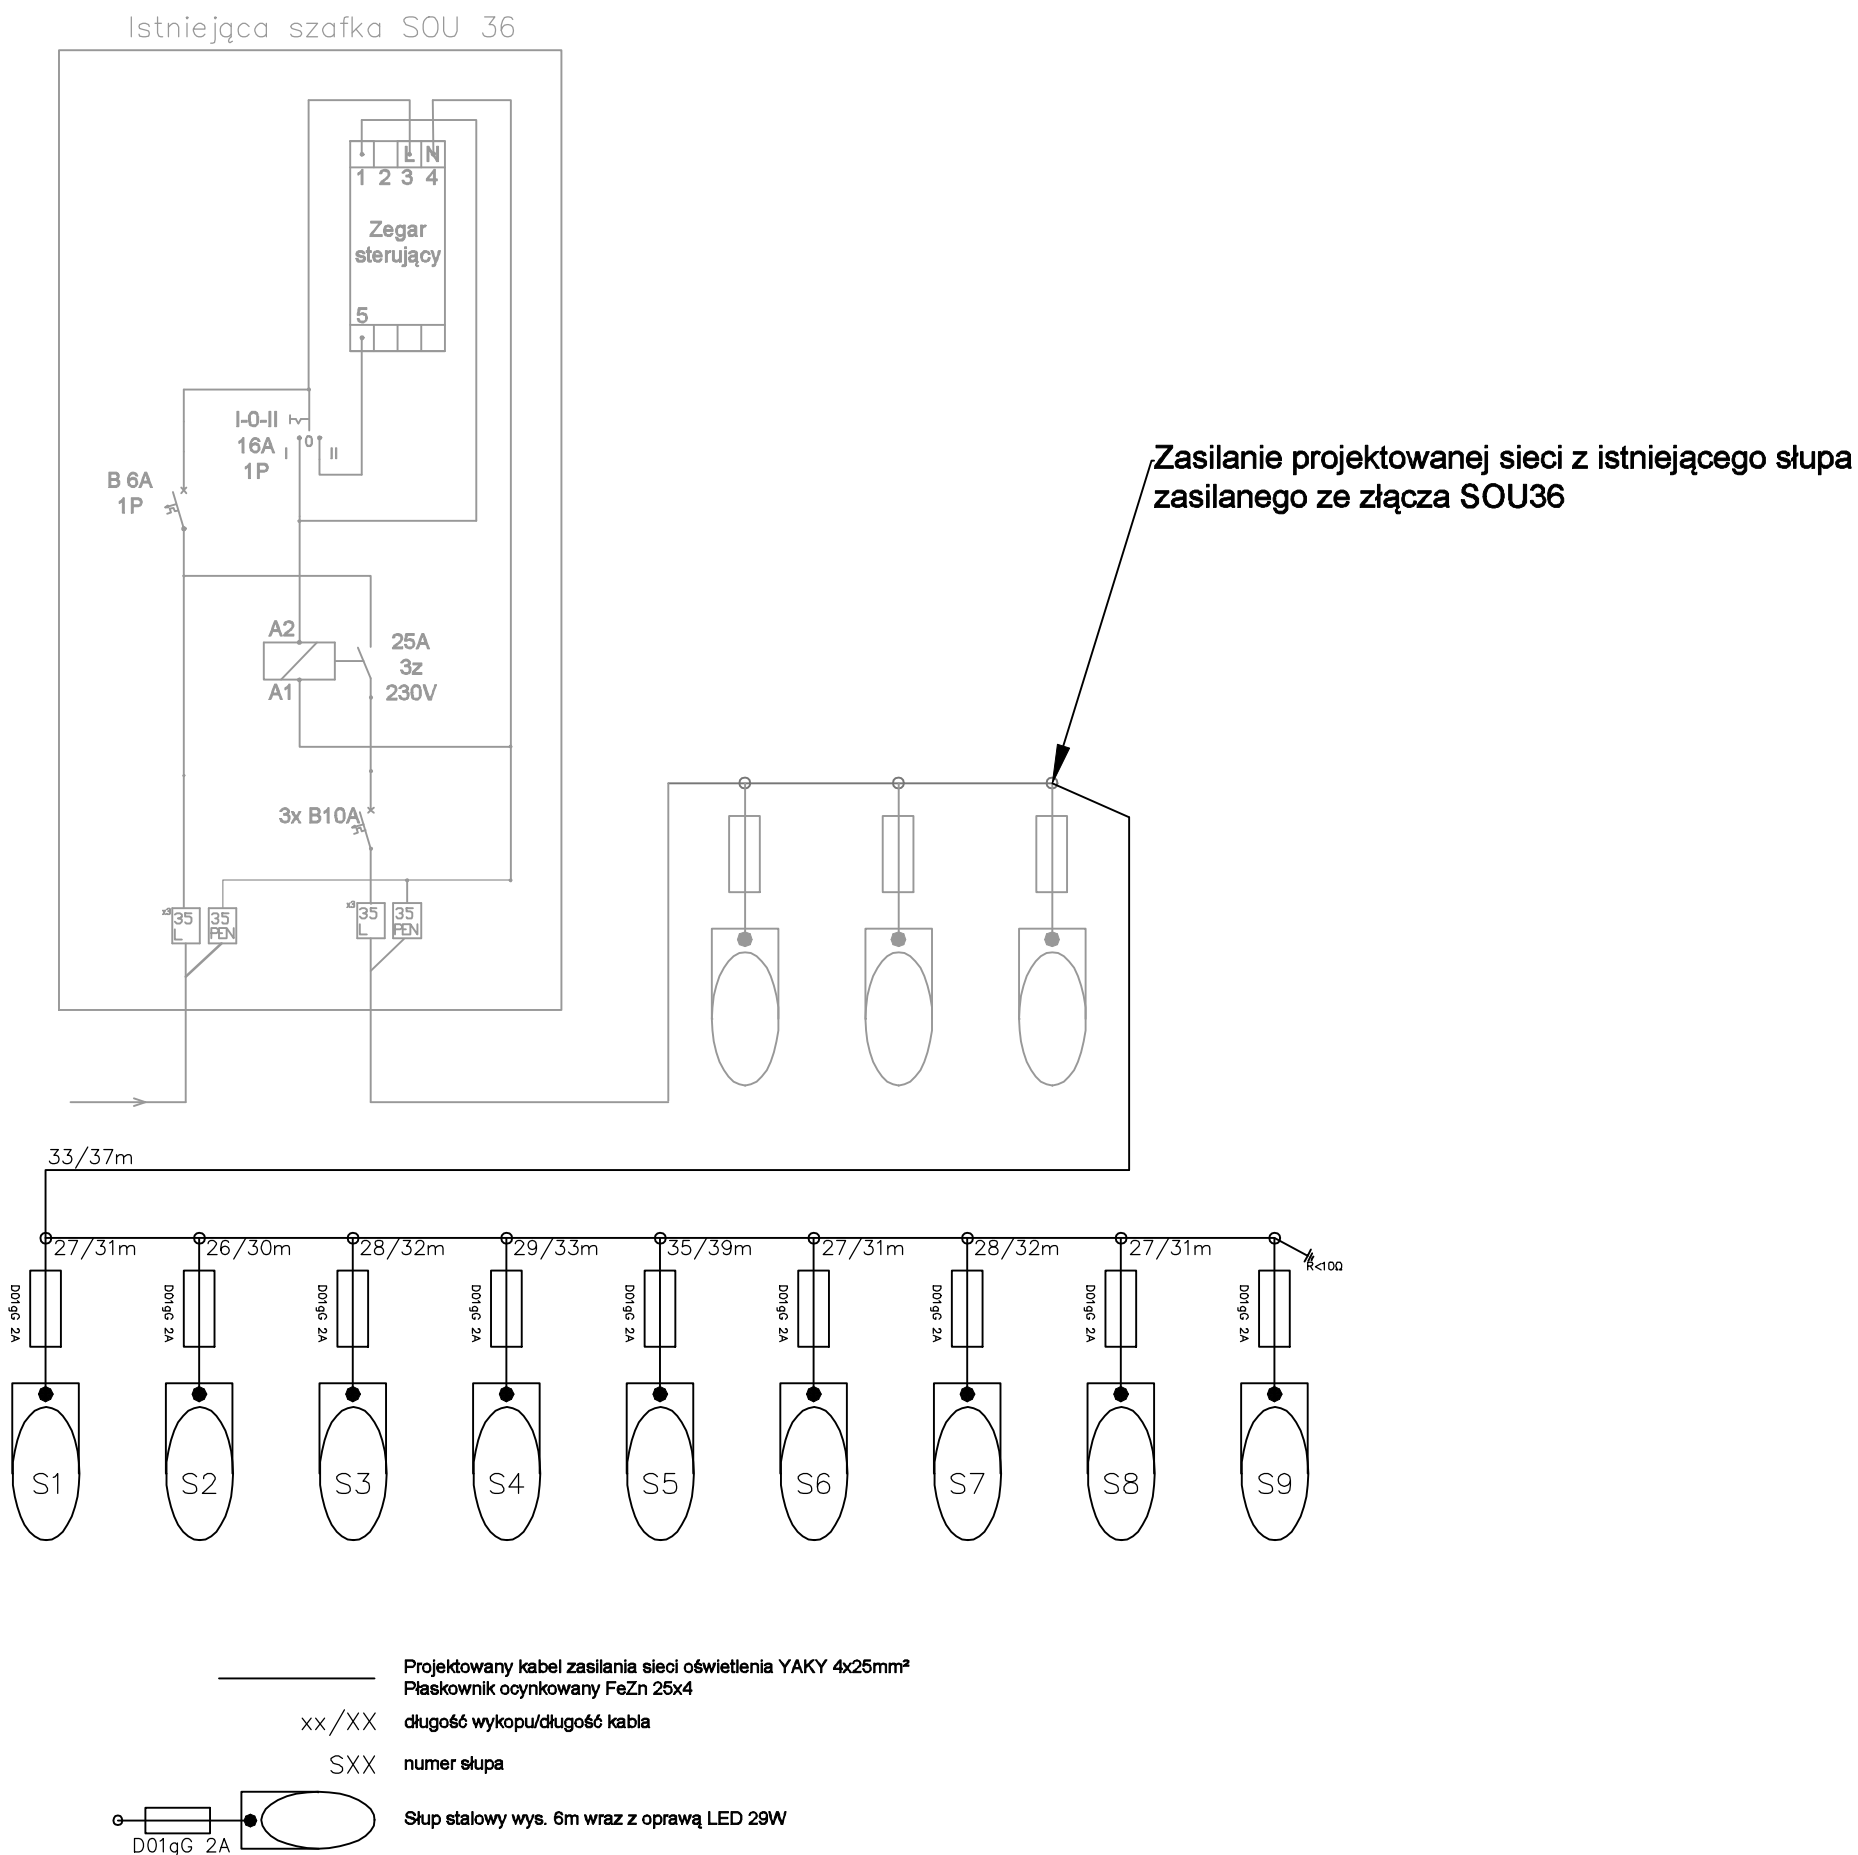 Istniejąca szafka SOU 36
L N
1 2 3 4
Zegar
sterujący
5
I-0-II
16A
1P
I 0 II
B 6A
1P
A2
A1
25A
3z
230V
3x B10A
x3 35 L
35 PEN
x3 35 L
35 PEN
Zasilanie projektowanej sieci z istniejącego słupa
zasilanego ze złącza SOU36
33/37m
27/31m 26/30m 28/32m 29/33m 35/39m 27/31m 28/32m 27/31m
R<10Ω
D01gG 2A D01gG 2A D01gG 2A D01gG 2A D01gG 2A D01gG 2A D01gG 2A D01gG 2A D01gG 2A
S1 S2 S3 S4 S5 S6 S7 S8 S9
Projektowany kabel zasilania sieci oświetlenia YAKY 4x25mm²
Płaskownik ocynkowany FeZn 25x4
xx/XX długość wykopu/długość kabla
SXX numer słupa
Słup stalowy wys. 6m wraz z oprawą LED 29W
D01gG 2A